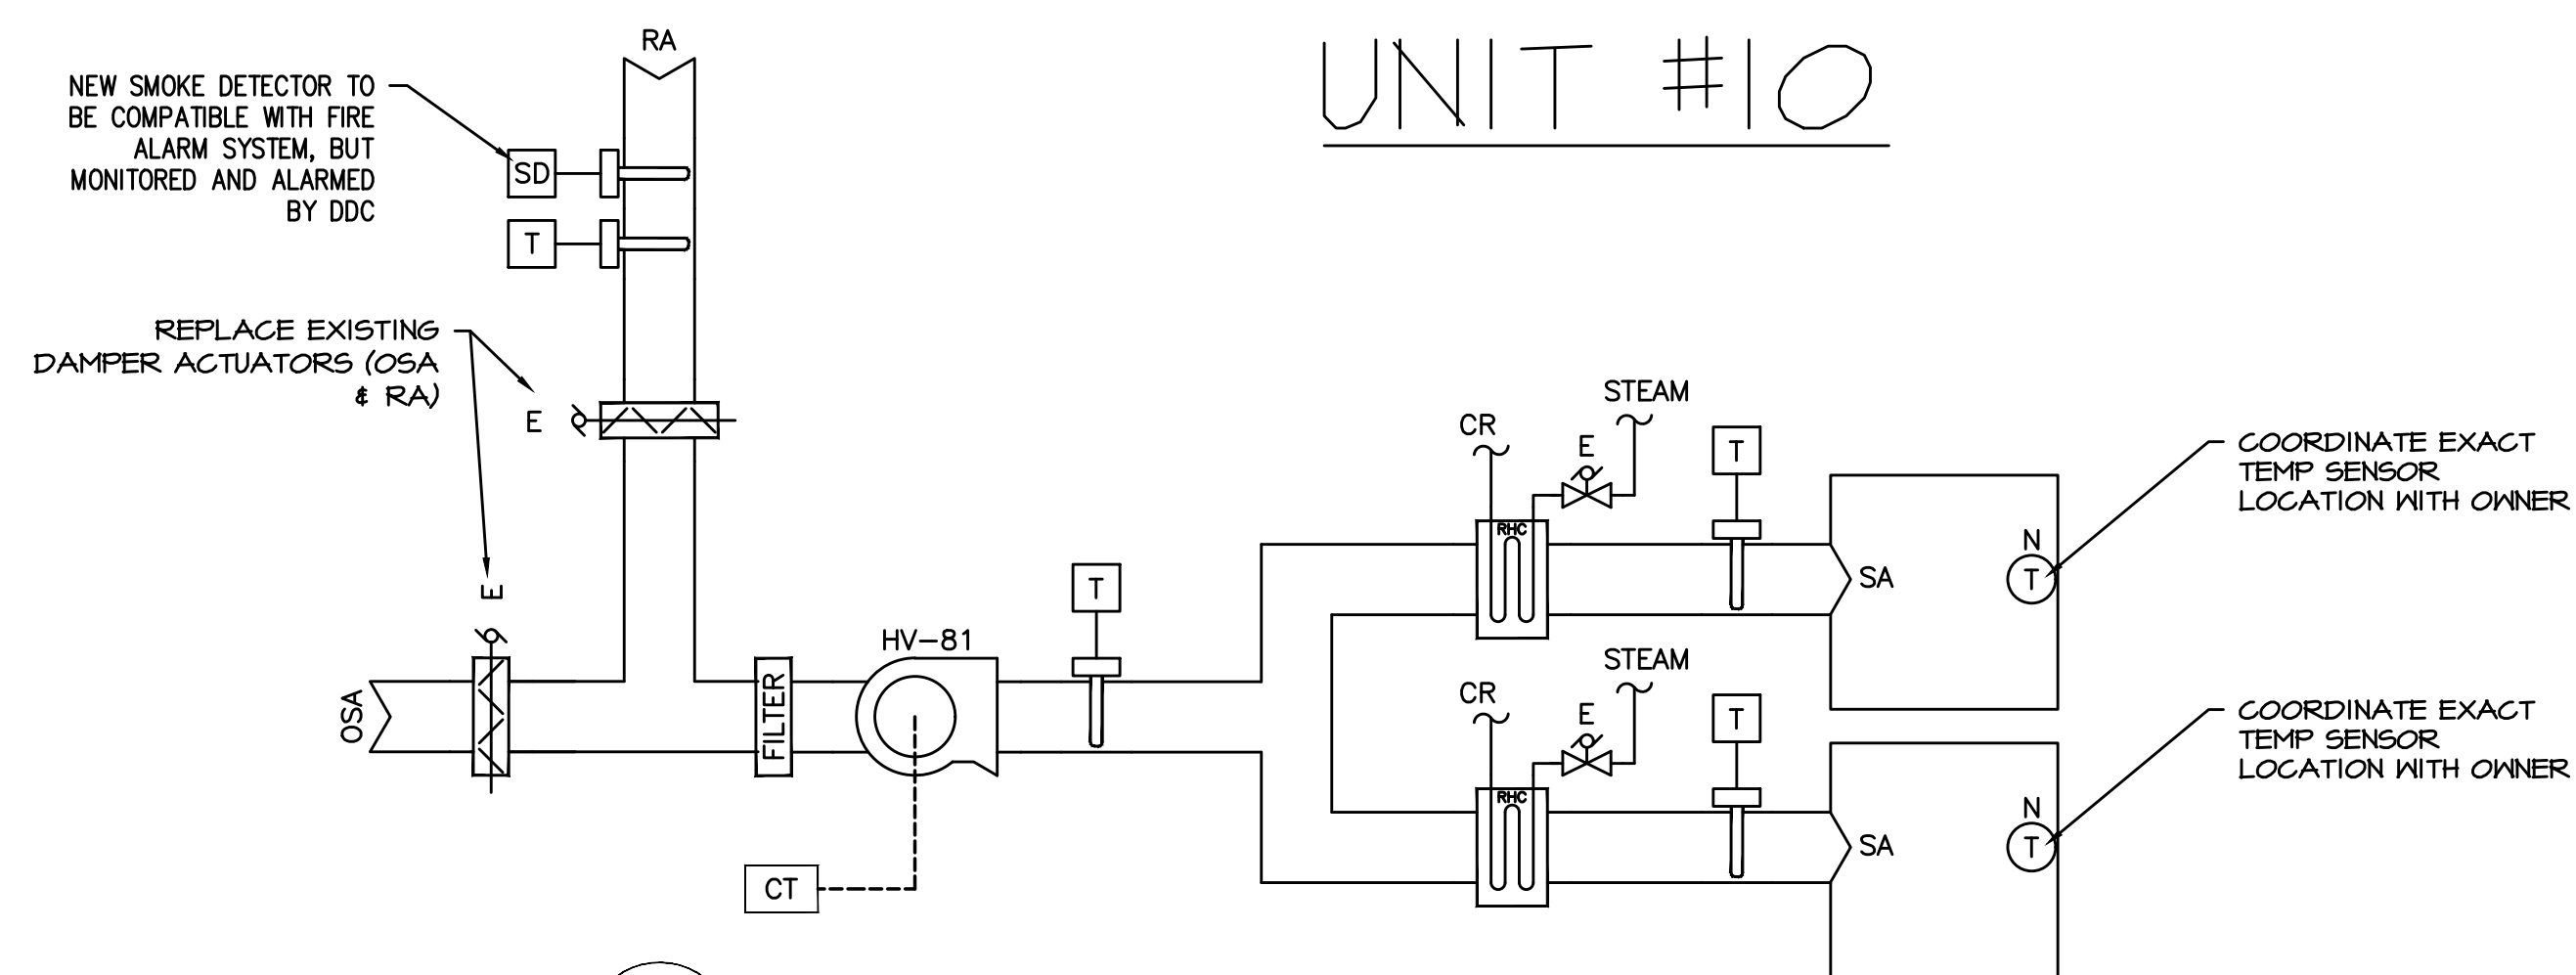 RA
UNIT #10
NEW SMOKE DETECTOR TO
BE COMPATIBLE WITH FIRE
ALARM SYSTEM, BUT
MONITORED AND ALARMED
BY DDC
SD
T
REPLACE EXISTING
DAMPER ACTUATORS (OSA
& RA)
E
E
OSA
FILTER
HV-81
T
CT
CR
E
STEAM
T
RHC
SA
N
T
COORDINATE EXACT
TEMP SENSOR
LOCATION WITH OWNER
CR
E
STEAM
T
RHC
SA
N
T
COORDINATE EXACT
TEMP SENSOR
LOCATION WITH OWNER